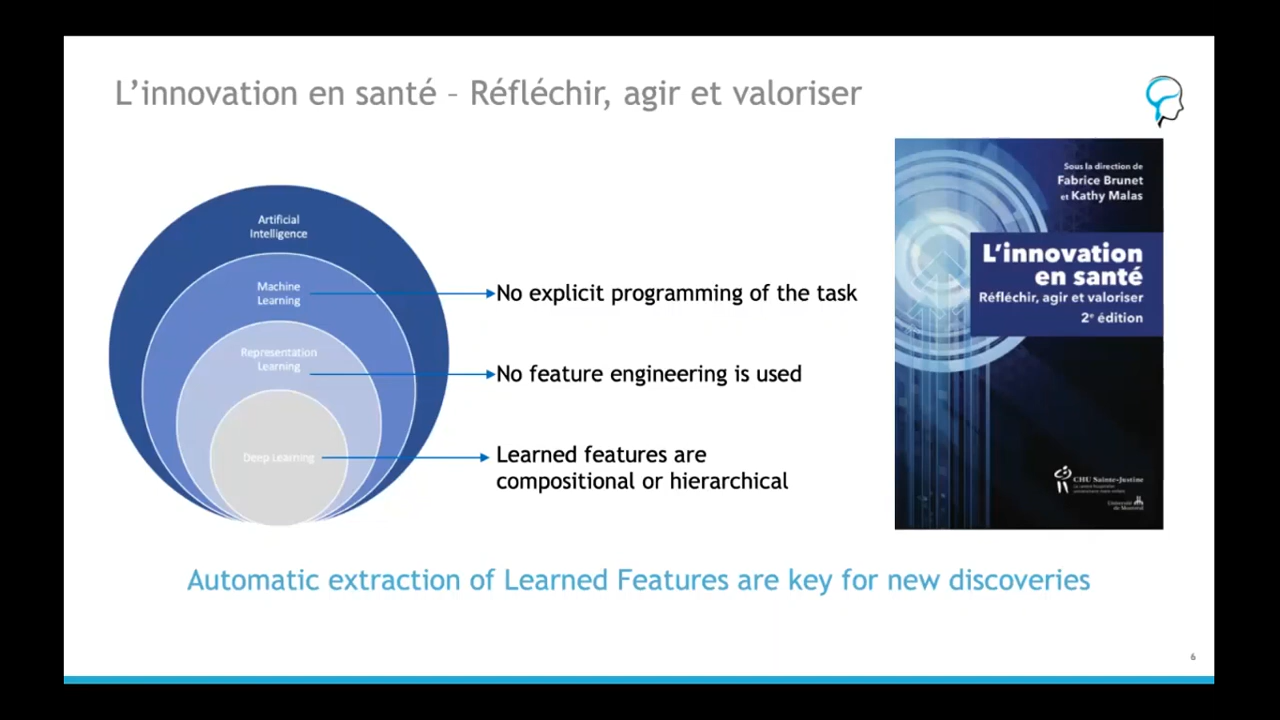 L’innovation en santé – Réfléchir, agir et valoriser
Artificial
Intelligence
Machine
Learning
Representation
Learning
Deep Learning
No explicit programming of the task
No feature engineering is used
Learned features are
compositional or hierarchical
Sous la direction de
Fabrice Brunet
et Kathy Malas
L’innovation
en santé
Réfléchir, agir et valoriser
2e édition
CHU Sainte-Justine
Université
de Montréal
Automatic extraction of Learned Features are key for new discoveries
6